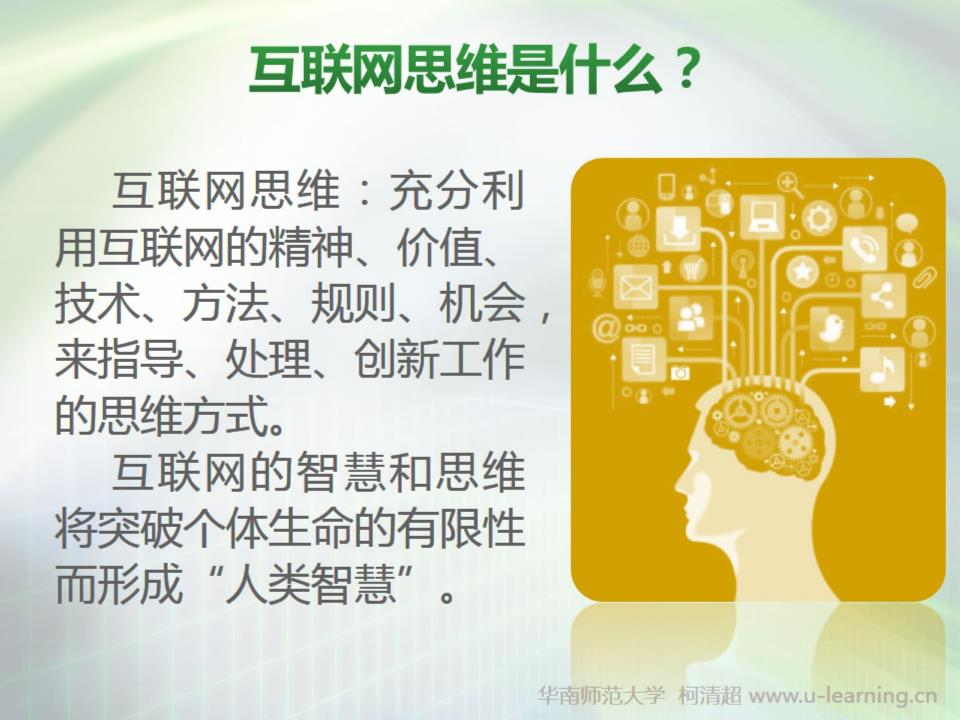 互联网思维是什么？
互联网思维：充分利
用互联网的精神、价值、
技术、方法、规则、机会，
来指导、处理、创新工作
的思维方式。
互联网的智慧和思维
将突破个体生命的有限性
而形成“人类智慧”。
华南师范大学 柯清超 www.u-learning.cn